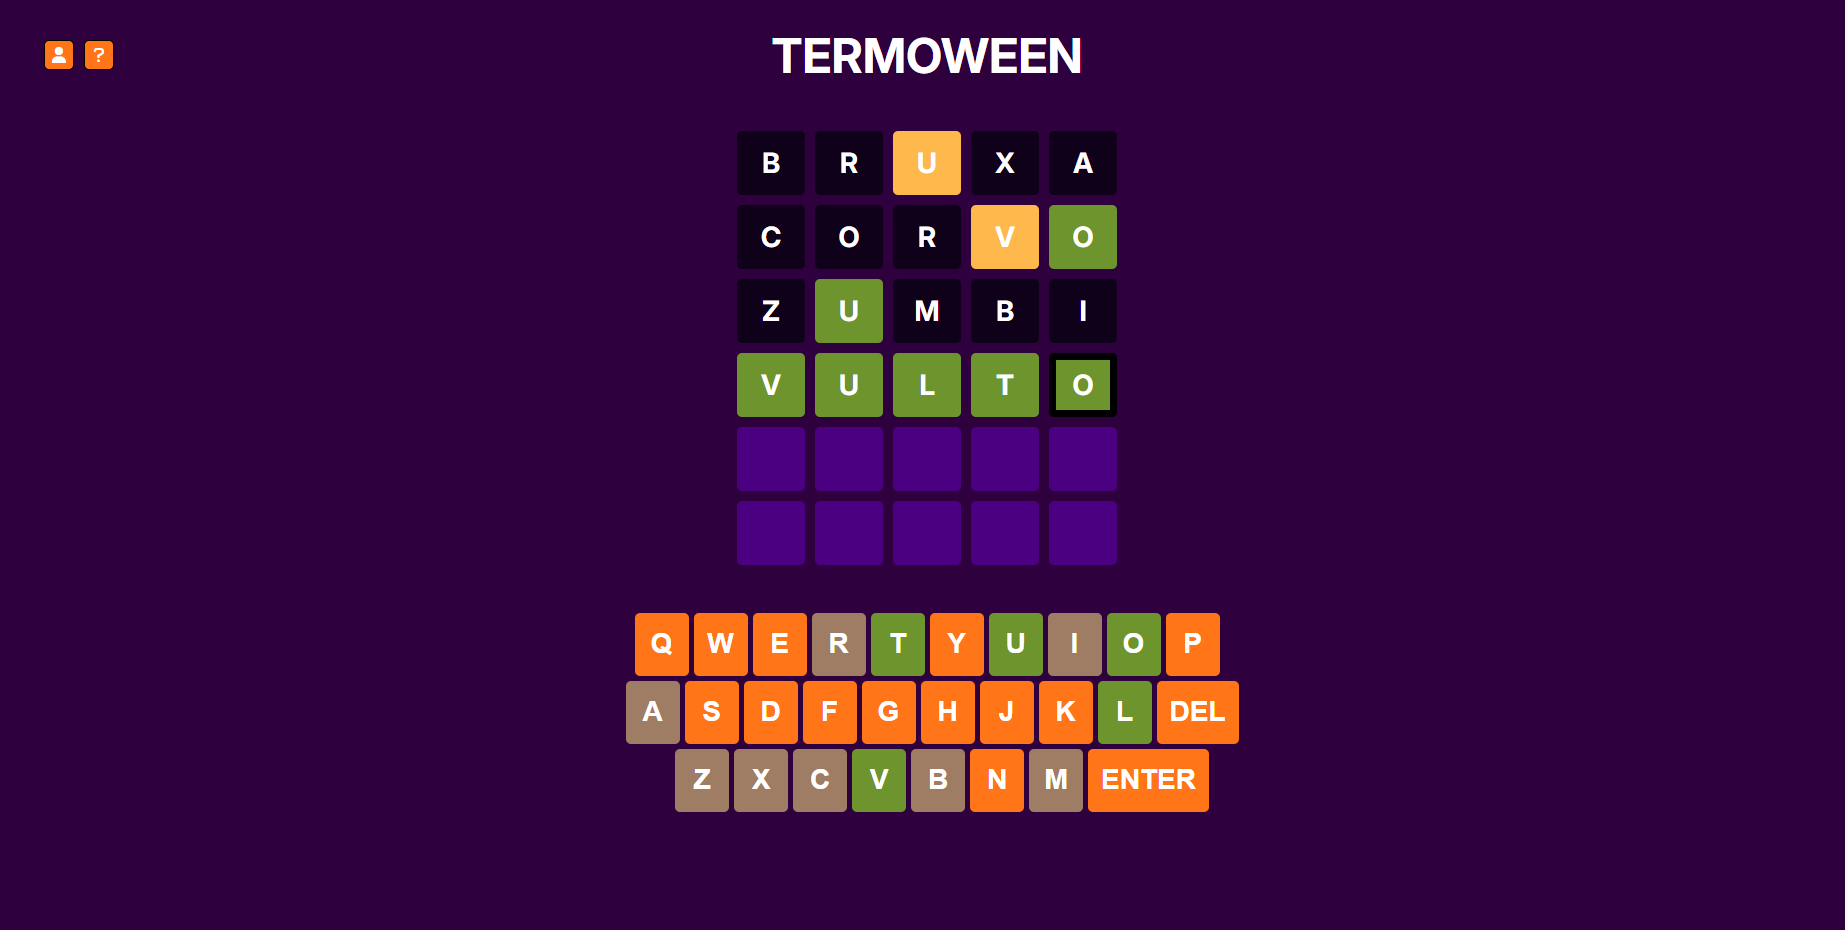 ?
TERMOWEEN
B R U X A
C O R V O
Z U M B I
V U L T O
Q W E R T Y U I O P
A S D F G H J K L DEL
Z X C V B N M ENTER